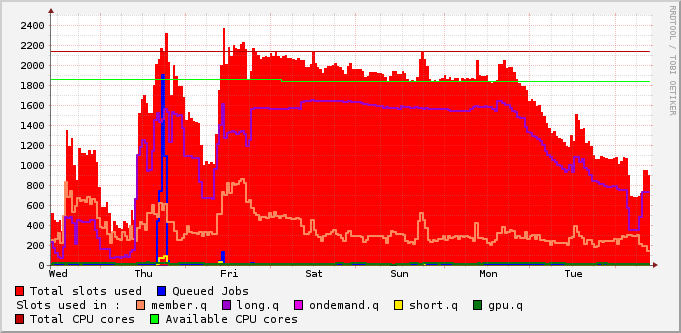 RRDTOOL / TOBI OETIKER
2400
2200
2000
1800
1600
1400
1200
1000
800
600
400
200
0
Wed Thu Fri Sat Sun Mon Tue
Total slots used Queued Jobs
Slots used in : member.q long.q ondemand.q short.q gpu.q
Total CPU cores Available CPU cores